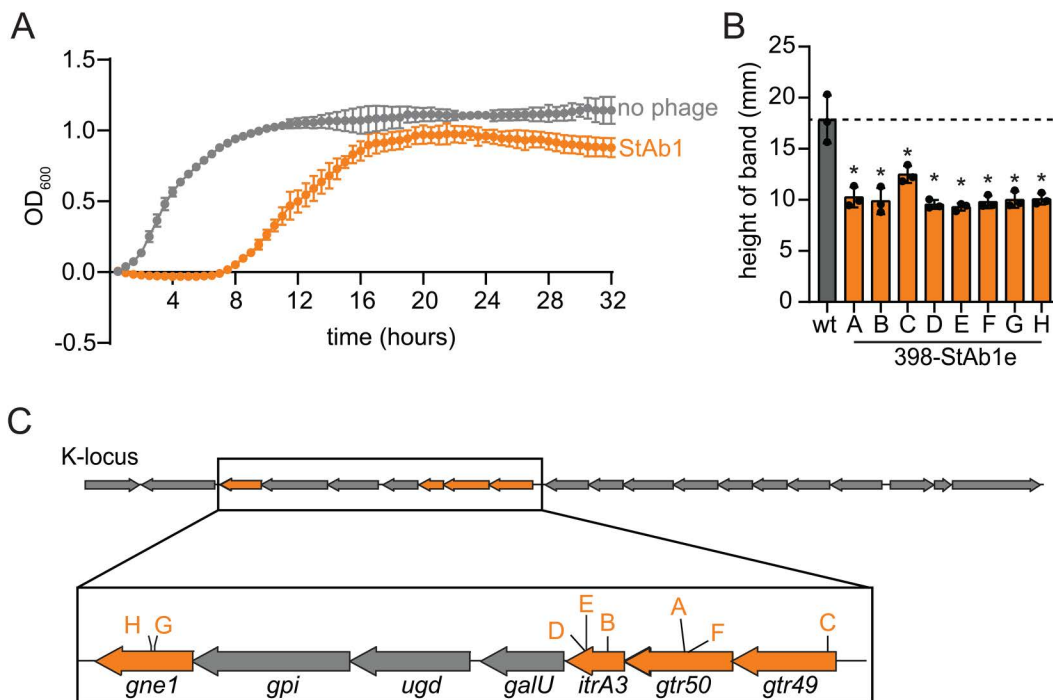 A
1.5
1.0
0.5
0.0
-0.5
OD600
4 8 12 16 20 24 28 32
time (hours)
no phage
StAb1
B
25
20
15
10
5
0
height of band (mm)
* * * * * * * *
wt A B C D E F G H
398-StAb1e
C
K-locus
H G D E B A F C
gne1 gpi ugd galU itrA3 gtr50 gtr49